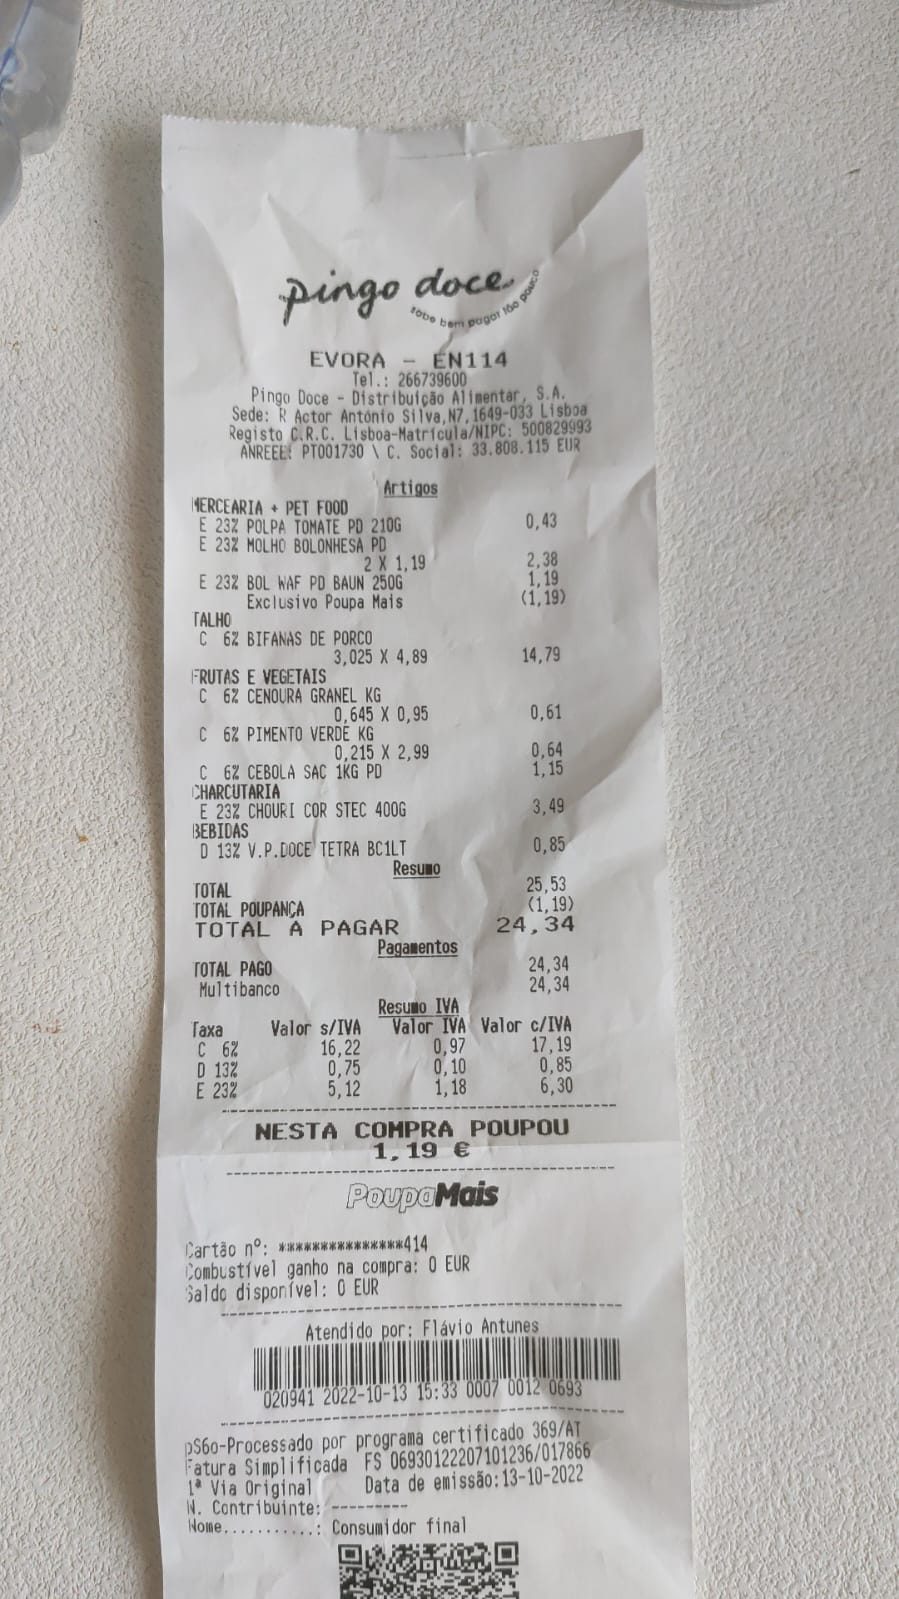 pingo doce
sabe bem pagar tão pouco
EVORA - EN114
Tel.: 266739600
Pingo Doce - Distribuição Alimentar, S.A.
Sede: R Actor António Silva,N7,1649-033 Lisboa
Registo C.R.C. Lisboa-Matrícula/NIPC: 500829993
ANREEE: PT001730 \ C. Social: 33.808.115 EUR
Artigos
MERCEARIA + PET FOOD
E 23% POLPA TOMATE PD 210G 0,43
E 23% MOLHO BOLONHESA PD
2 X 1,19 2,38
E 23% BOL WAF PD BAUN 250G 1,19
Exclusivo Poupa Mais (1,19)
TALHO
C 6% BIFANAS DE PORCO
3,025 X 4,89 14,79
FRUTAS E VEGETAIS
C 6% CENOURA GRANEL KG
0,645 X 0,95 0,61
C 6% PIMENTO VERDE KG
0,215 X 2,99 0,64
C 6% CEBOLA SAC 1KG PD 1,15
CHARCUTARIA
E 23% CHOURI COR STEC 400G 3,49
BEBIDAS
D 13% V.P.DOCE TETRA BC1LT 0,85
Resumo
TOTAL 25,53
TOTAL POUPANÇA (1,19)
TOTAL A PAGAR 24,34
Pagamentos
TOTAL PAGO 24,34
Multibanco 24,34
Resumo IVA
Taxa Valor s/IVA Valor IVA Valor c/IVA
C 6% 16,22 0,97 17,19
D 13% 0,75 0,10 0,85
E 23% 5,12 1,18 6,30
NESTA COMPRA POUPOU
1,19 €
PoupaMais
Cartão nº: ***************414
Combustível ganho na compra: 0 EUR
Saldo disponível: 0 EUR
Atendido por: Flávio Antunes
020941 2022-10-13 15:33 0007 0012 0693
pS6o-Processado por programa certificado 369/AT
Fatura Simplificada FS 06930122207101236/017866
1ª Via Original Data de emissão:13-10-2022
N. Contribuinte: ---------
Nome...........: Consumidor final